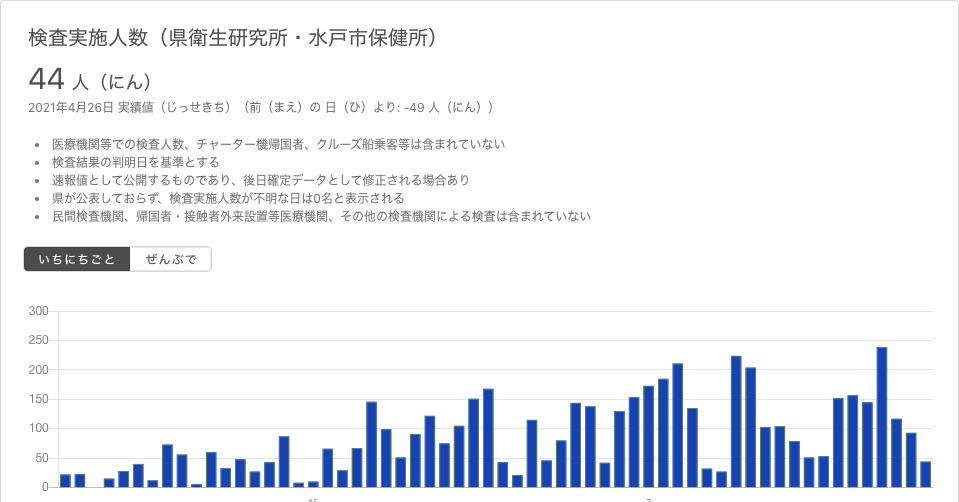 検査実施人数（県衛生研究所・水戸市保健所）
44 人（にん）
2021年4月26日 実績値（じっせきち）（前（まえ）の 日（ひ）より: -49 人（にん））
医療機関等での検査人数、チャーター機帰国者、クルーズ船乗客等は含まれていない
検査結果の判明日を基準とする
速報値として公開するものであり、後日確定データとして修正される場合あり
県が公表しておらず、検査実施人数が不明な日は0名と表示される
民間検査機関、帰国者・接触者外来設置等医療機関、その他の検査機関による検査は含まれていない
いちにちごと ぜんぶで
300
250
200
150
100
50
0